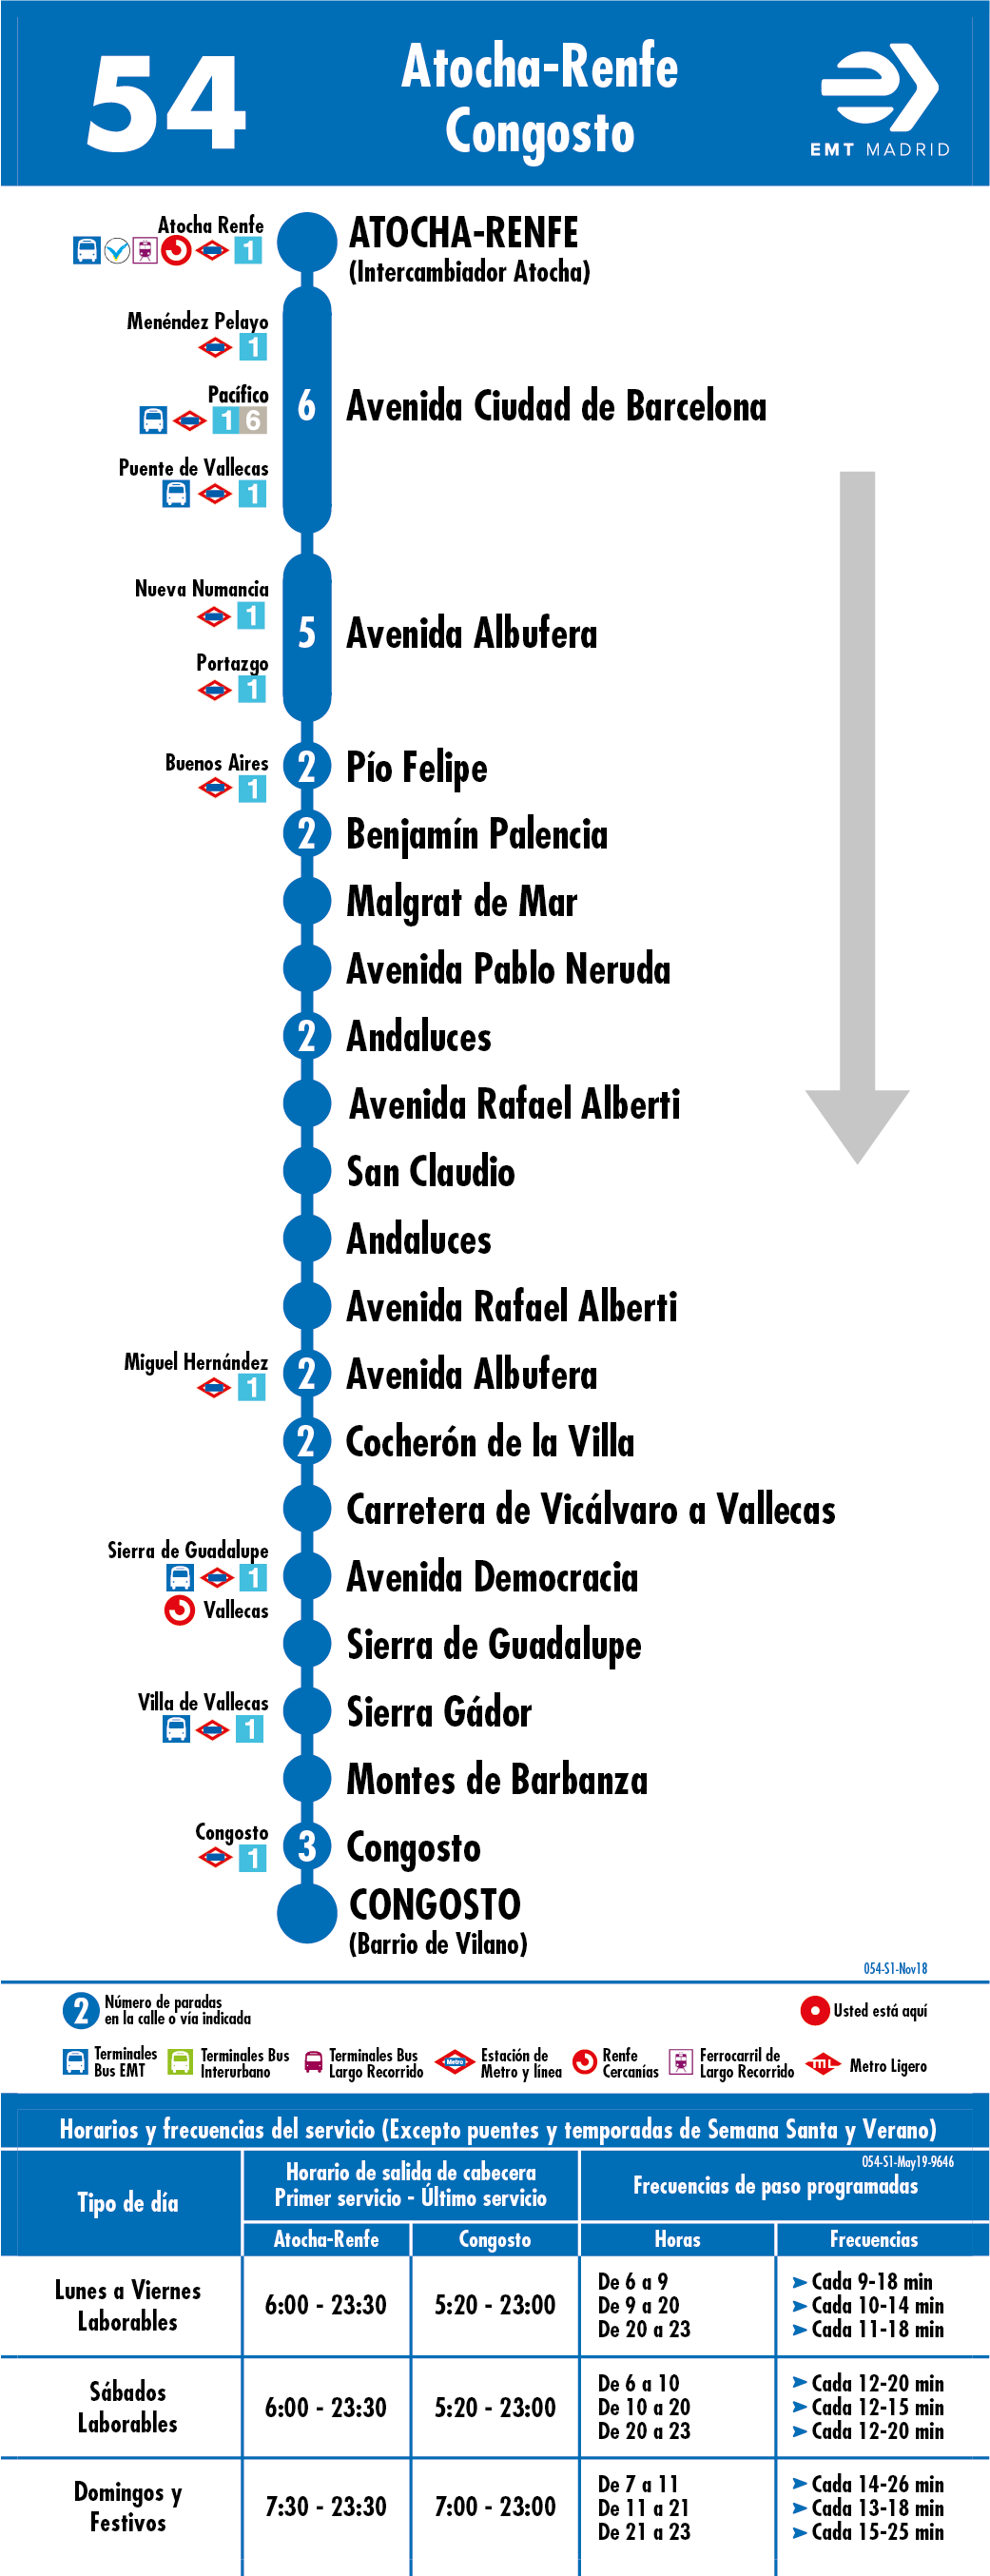 54
Atocha-Renfe
Congosto
EMT MADRID
Atocha Renfe
1
ATOCHA-RENFE
(Intercambiador Atocha)
Menéndez Pelayo
1
Pacífico
1 6
6
Avenida Ciudad de Barcelona
Puente de Vallecas
1
Nueva Numancia
1
5
Avenida Albufera
Portazgo
1
Buenos Aires
1
2
Pío Felipe
2
Benjamín Palencia
Malgrat de Mar
Avenida Pablo Neruda
2
Andaluces
Avenida Rafael Alberti
San Claudio
Andaluces
Avenida Rafael Alberti
Miguel Hernández
1
2
Avenida Albufera
2
Cocherón de la Villa
Carretera de Vicálvaro a Vallecas
Sierra de Guadalupe
1
Vallecas
Avenida Democracia
Sierra de Guadalupe
Villa de Vallecas
1
Sierra Gádor
Montes de Barbanza
Congosto
1
3
Congosto
CONGOSTO
(Barrio de Vilano)
054-S1-Nov18
2
Número de paradas
en la calle o vía indicada
Usted está aquí
Terminales
Bus EMT
Terminales Bus
Interurbano
Terminales Bus
Largo Recorrido
Metro
Estación de
Metro y línea
Renfe
Cercanías
Ferrocarril de
Largo Recorrido
ML
Metro Ligero
Horarios y frecuencias del servicio (Excepto puentes y temporadas de Semana Santa y Verano)
054-S1-May19-9646
Tipo de día
Horario de salida de cabecera
Primer servicio - Último servicio
Frecuencias de paso programadas
Atocha-Renfe
Congosto
Horas
Frecuencias
Lunes a Viernes
Laborables
6:00 - 23:30
5:20 - 23:00
De 6 a 9
Cada 9-18 min
De 9 a 20
Cada 10-14 min
De 20 a 23
Cada 11-18 min
Sábados
Laborables
6:00 - 23:30
5:20 - 23:00
De 6 a 10
Cada 12-20 min
De 10 a 20
Cada 12-15 min
De 20 a 23
Cada 12-20 min
Domingos y
Festivos
7:30 - 23:30
7:00 - 23:00
De 7 a 11
Cada 14-26 min
De 11 a 21
Cada 13-18 min
De 21 a 23
Cada 15-25 min